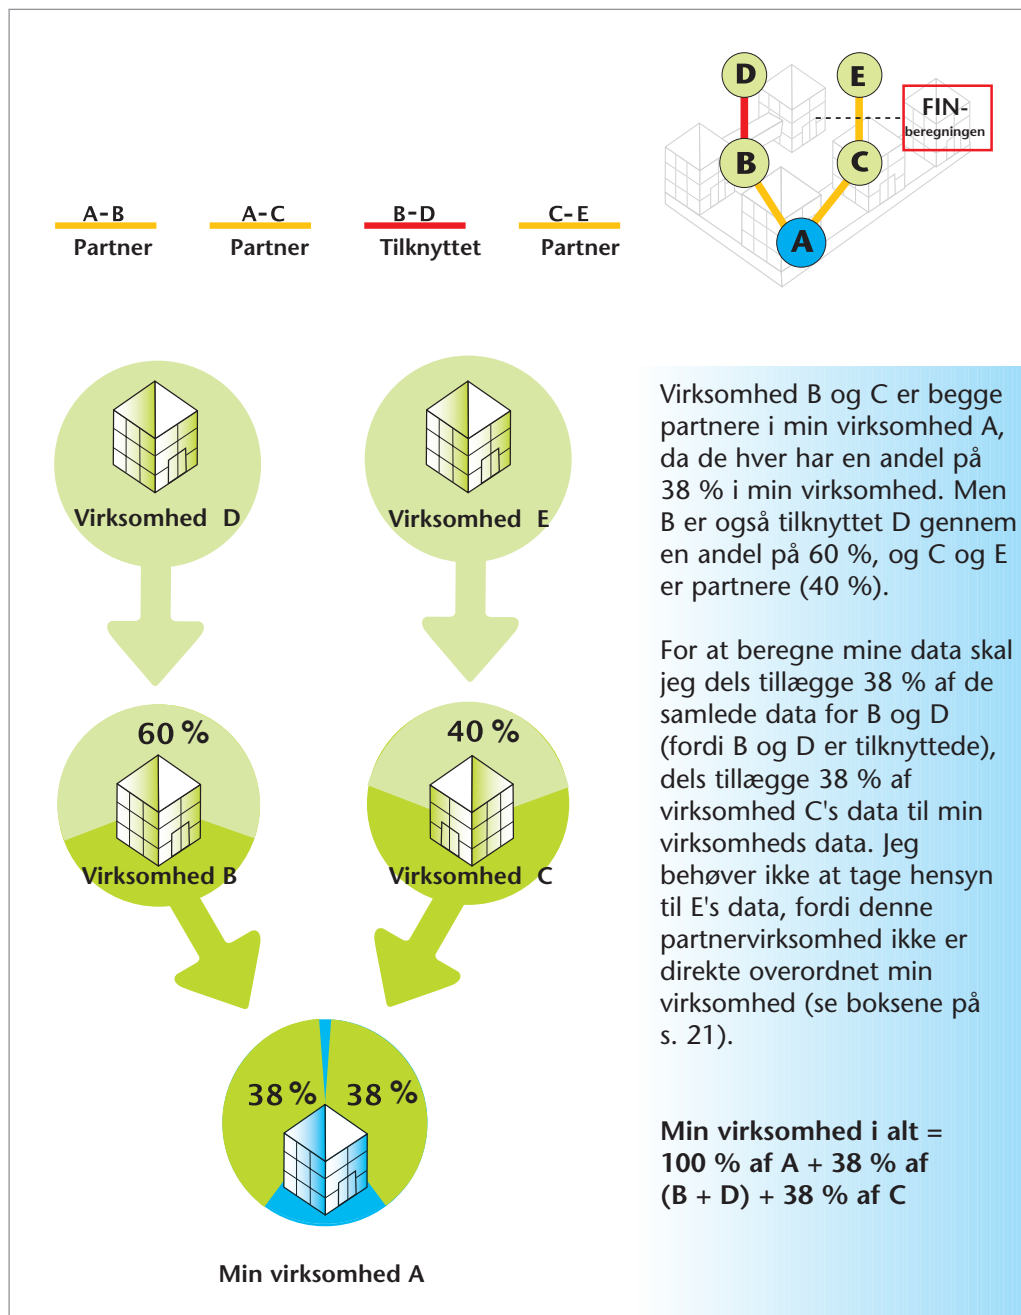 D
E
FIN-
beregningen
B
C
A
A-B
Partner
A-C
Partner
B-D
Tilknyttet
C-E
Partner
Virksomhed D
Virksomhed E
60 %
Virksomhed B
40 %
Virksomhed C
38 %
38 %
Min virksomhed A
Virksomhed B og C er begge
partnere i min virksomhed A,
da de hver har en andel på
38 % i min virksomhed. Men
B er også tilknyttet D gennem
en andel på 60 %, og C og E
er partnere (40 %).
For at beregne mine data skal
jeg dels tillægge 38 % af de
samlede data for B og D
(fordi B og D er tilknyttede),
dels tillægge 38 % af
virksomhed C's data til min
virksomheds data. Jeg
behøver ikke at tage hensyn
til E's data, fordi denne
partnervirksomhed ikke er
direkte overordnet min
virksomhed (se boksene på
s. 21).
Min virksomhed i alt =
100 % af A + 38 % af
(B + D) + 38 % af C